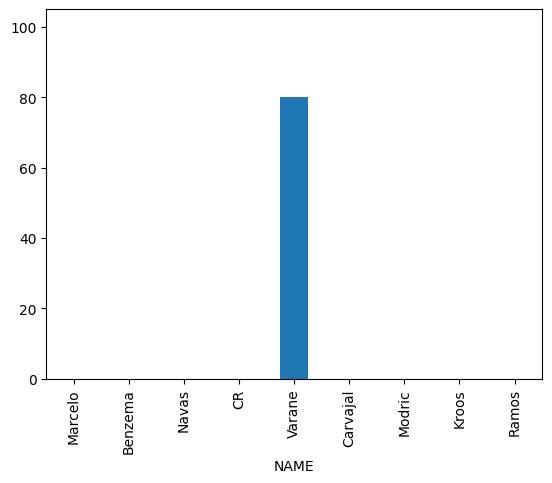 100
80
60
40
20
0
Marcelo
Benzema
Navas
CR
Varane
Carvajal
Modric
Kroos
Ramos
NAME